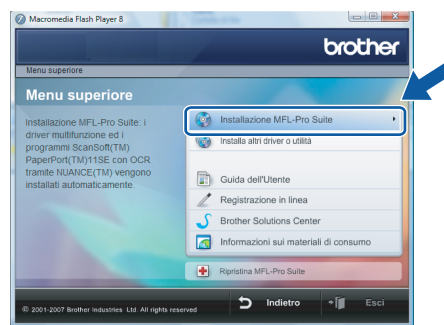 Macromedia Flash Player 8
brother
Menu superiore
Menu superiore
Installazione MFL-Pro Suite: i
driver multifunzione ed i
programmi ScanSoft(TM)
PaperPort(TM)11SE con OCR
tramite NUANCE(TM) vengono
installati automaticamente.
Installazione MFL-Pro Suite
Installa altri driver o utilità
Guida dell'Utente
Registrazione in linea
Brother Solutions Center
Informazioni sui materiali di consumo
Ripristina MFL-Pro Suite
© 2001-2007 Brother Industries Ltd. All rights reserved
Indietro
Esci